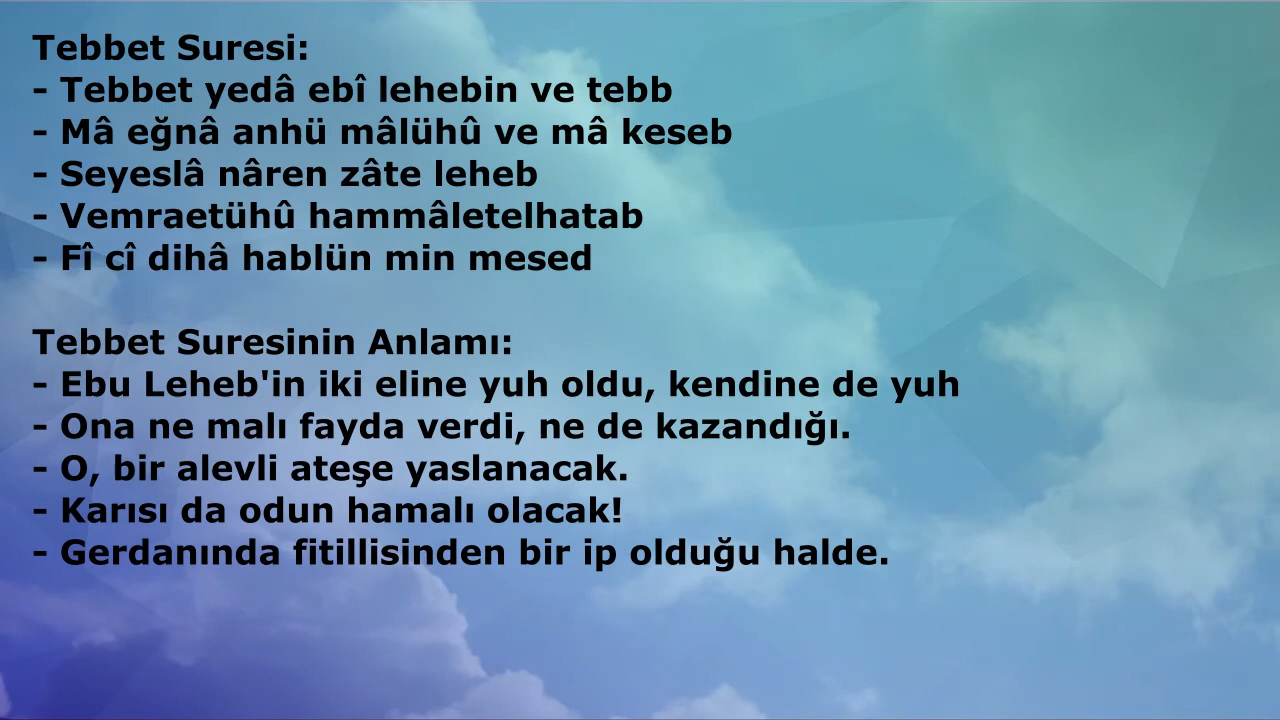 Tebbet Suresi:
- Tebbet yedâ ebî lehebin ve tebb
- Mâ eğnâ anhü mâlühû ve mâ keseb
- Seyeslâ nâren zâte leheb
- Vemraetühû hammâletelhatab
- Fî cî dihâ hablün min mesed
Tebbet Suresinin Anlamı:
- Ebu Leheb'in iki eline yuh oldu, kendine de yuh
- Ona ne malı fayda verdi, ne de kazandığı.
- O, bir alevli ateşe yaslanacak.
- Karısı da odun hamalı olacak!
- Gerdanında fitillisinden bir ip olduğu halde.